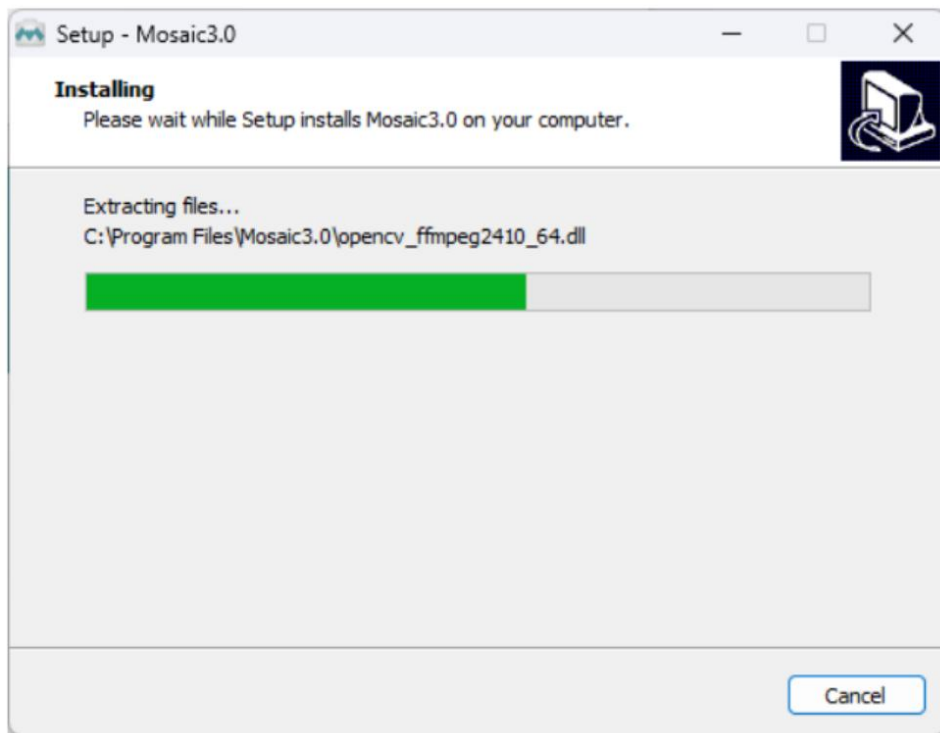 Setup - Mosaic3.0
Installing
Please wait while Setup installs Mosaic3.0 on your computer.
Extracting files...
C:\Program Files\Mosaic3.0\opencv_ffmpeg2410_64.dll
Cancel